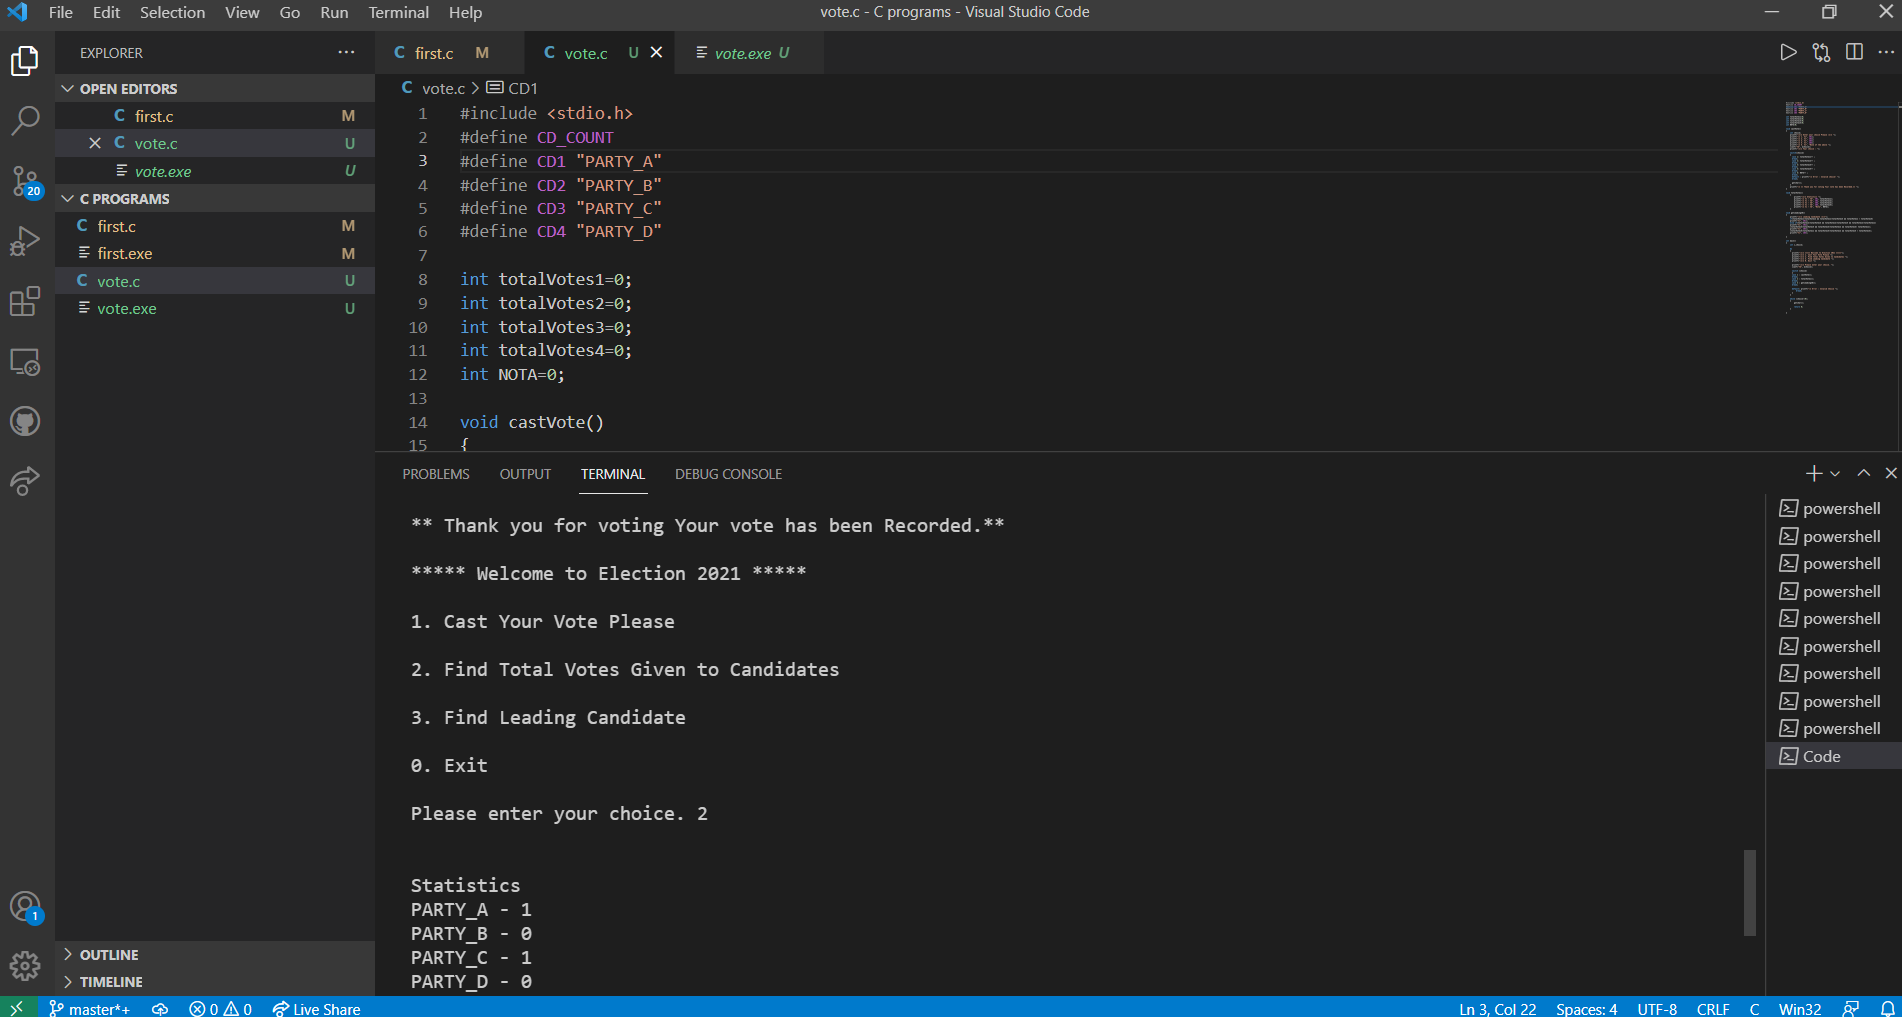 File Edit Selection View Go Run Terminal Help
vote.c - C programs - Visual Studio Code
EXPLORER
OPEN EDITORS
C first.c M
C vote.c U
vote.exe U
C PROGRAMS
C first.c M
first.exe M
C vote.c U
vote.exe U
OUTLINE
TIMELINE
20
1
C first.c M
C vote.c U
vote.exe U
C vote.c > CD1
1 #include <stdio.h>
2 #define CD_COUNT
3 #define CD1 "PARTY_A"
4 #define CD2 "PARTY_B"
5 #define CD3 "PARTY_C"
6 #define CD4 "PARTY_D"
7
8 int totalVotes1=0;
9 int totalVotes2=0;
10 int totalVotes3=0;
11 int totalVotes4=0;
12 int NOTA=0;
13
14 void castVote()
15 {
PROBLEMS OUTPUT TERMINAL DEBUG CONSOLE
** Thank you for voting Your vote has been Recorded.**
***** Welcome to Election 2021 *****
1. Cast Your Vote Please
2. Find Total Votes Given to Candidates
3. Find Leading Candidate
0. Exit
Please enter your choice. 2
Statistics
PARTY_A - 1
PARTY_B - 0
PARTY_C - 1
PARTY_D - 0
powershell
powershell
powershell
powershell
powershell
powershell
powershell
powershell
powershell
Code
master*+ 0 0 Live Share Ln 3, Col 22 Spaces: 4 UTF-8 CRLF C Win32